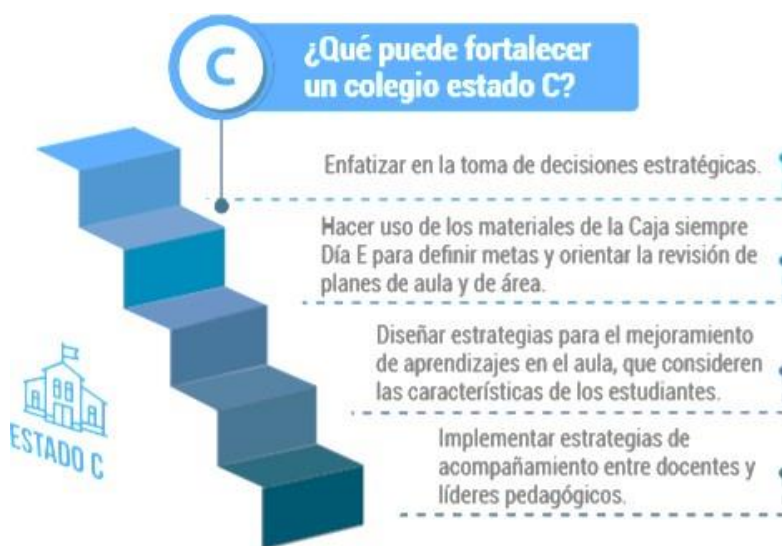 C
¿Qué puede fortalecer
un colegio estado C?
Enfatizar en la toma de decisiones estratégicas.
Hacer uso de los materiales de la Caja siempre
Día E para definir metas y orientar la revisión de
planes de aula y de área.
Diseñar estrategias para el mejoramiento
de aprendizajes en el aula, que consideren
las características de los estudiantes.
Implementar estrategias de
acompañamiento entre docentes y
líderes pedagógicos.
ESTADO C